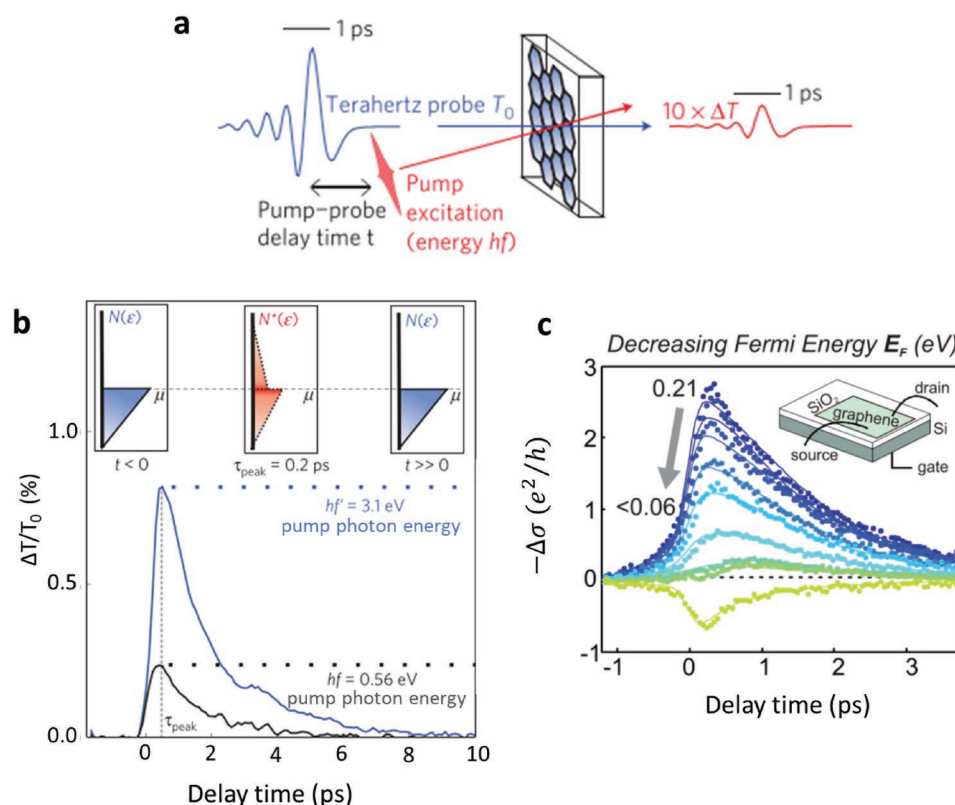 a
1 ps
Terahertz probe T₀
10 × ΔT
1 ps
Pump–probe
delay time t
Pump
excitation
(energy hf)
b
N(ε)
N*(ε)
N(ε)
μ
μ
μ
t < 0
τpeak = 0.2 ps
t >> 0
1.0
0.5
0.0
ΔT/T₀ (%)
hf' = 3.1 eV
pump photon energy
hf = 0.56 eV
pump photon energy
τpeak
0 2 4 6 8 10
Delay time (ps)
c
Decreasing Fermi Energy E_F (eV)
3
2
1
0
-1
−Δσ (e²/h)
0.21
<0.06
SiO₂
graphene
drain
Si
source
gate
-1 0 1 2 3
Delay time (ps)